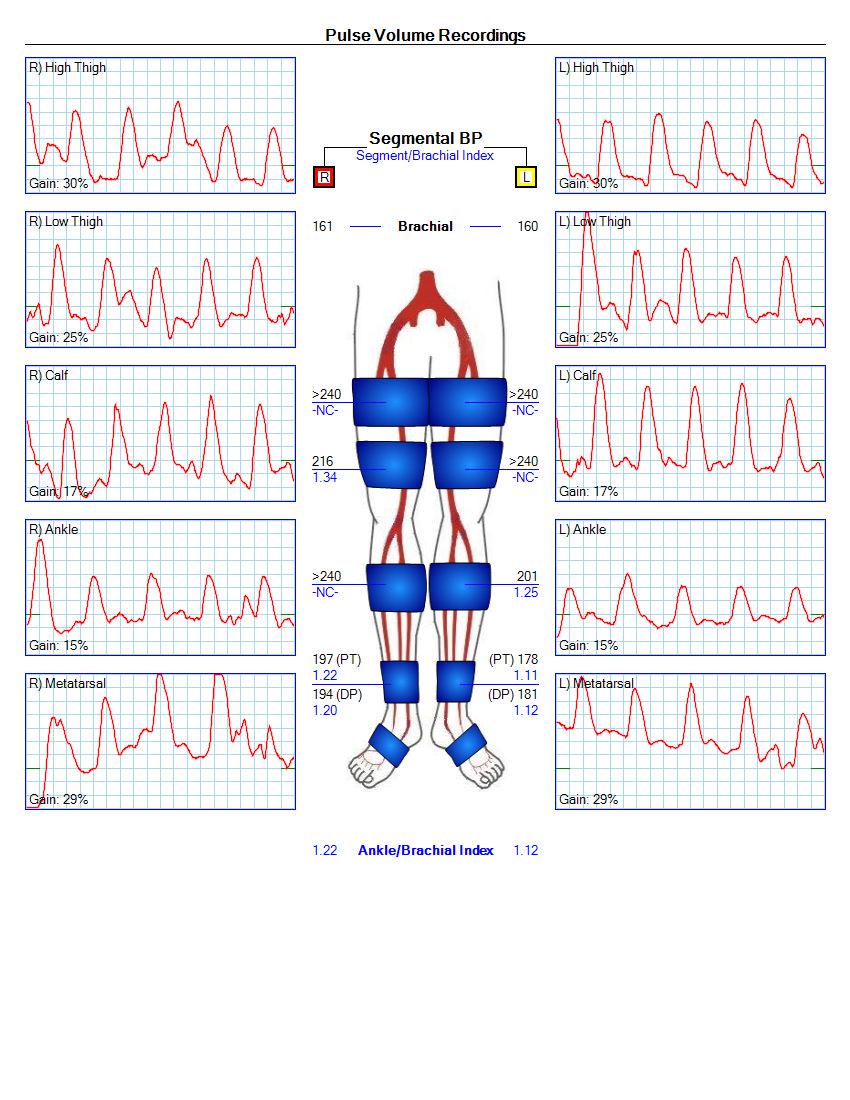 Pulse Volume Recordings
R) High Thigh
Gain: 30%
L) High Thigh
Gain: 30%
Segmental BP
Segment/Brachial Index
R
L
161 Brachial 160
R) Low Thigh
Gain: 25%
L) Low Thigh
Gain: 25%
R) Calf
Gain: 17%
L) Calf
Gain: 17%
>240 >240
-NC- -NC-
216 >240
1.34 -NC-
R) Ankle
Gain: 15%
L) Ankle
Gain: 15%
>240 201
-NC- 1.25
197 (PT) (PT) 178
1.22 1.11
194 (DP) (DP) 181
1.20 1.12
R) Metatarsal
Gain: 29%
L) Metatarsal
Gain: 29%
1.22 Ankle/Brachial Index 1.12